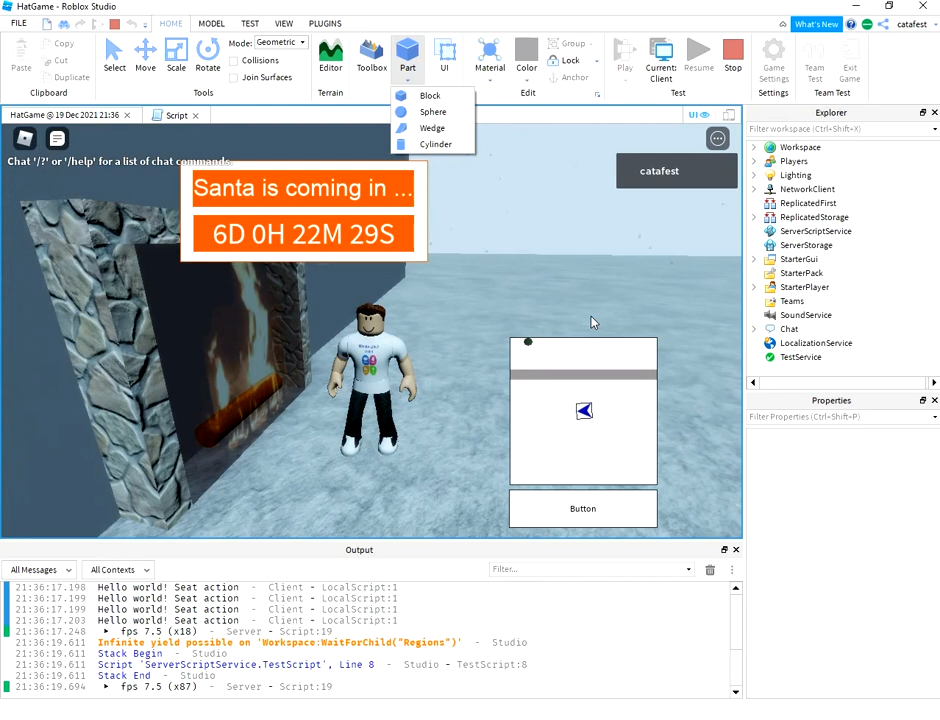 HatGame - Roblox Studio
FILE HOME MODEL TEST VIEW PLUGINS
What's New catafest
Paste Copy Cut Duplicate
Clipboard
Select Move Scale Rotate
Mode: Geometric
Collisions
Join Surfaces
Tools
Editor
Terrain
Toolbox Part UI
Material Color
Group
Lock
Anchor
Edit
Play Current: Client Resume Stop
Test
Game Settings
Settings
Team Test Exit Game
Team Test
Block
Sphere
Wedge
Cylinder
HatGame @ 19 Dec 2021 21:36 Script
UI
Chat '/?' or '/help' for a list of chat commands.
Santa is coming in ...
6D 0H 22M 29S
catafest
Button
Explorer
Filter workspace (Ctrl+Shift+X)
Workspace
Players
Lighting
NetworkClient
ReplicatedFirst
ReplicatedStorage
ServerScriptService
ServerStorage
StarterGui
StarterPack
StarterPlayer
Teams
SoundService
Chat
LocalizationService
TestService
Properties
Filter Properties (Ctrl+Shift+P)
Output
All Messages All Contexts Filter...
21:36:17.198 Hello world! Seat action - Client - LocalScript:1
21:36:17.199 Hello world! Seat action - Client - LocalScript:1
21:36:17.199 Hello world! Seat action - Client - LocalScript:1
21:36:17.203 Hello world! Seat action - Client - LocalScript:1
21:36:17.248 fps 7.5 (x18) - Server - Script:19
21:36:19.611 Infinite yield possible on 'Workspace:WaitForChild("Regions")' - Studio
21:36:19.611 Stack Begin - Studio
21:36:19.611 Script 'ServerScriptService.TestScript', Line 8 - Studio - TestScript:8
21:36:19.611 Stack End - Studio
21:36:19.694 fps 7.5 (x87) - Server - Script:19